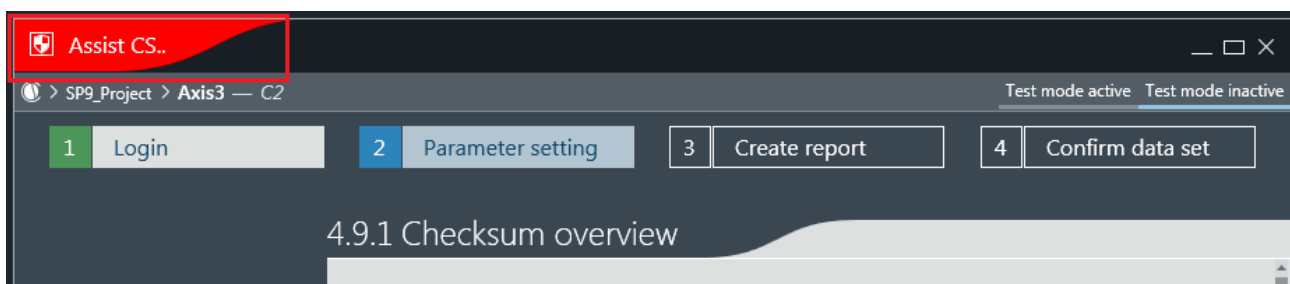 Assist CS..
SP9_Project > Axis3 — C2
Test mode active Test mode inactive
1 Login 2 Parameter setting 3 Create report 4 Confirm data set
4.9.1 Checksum overview